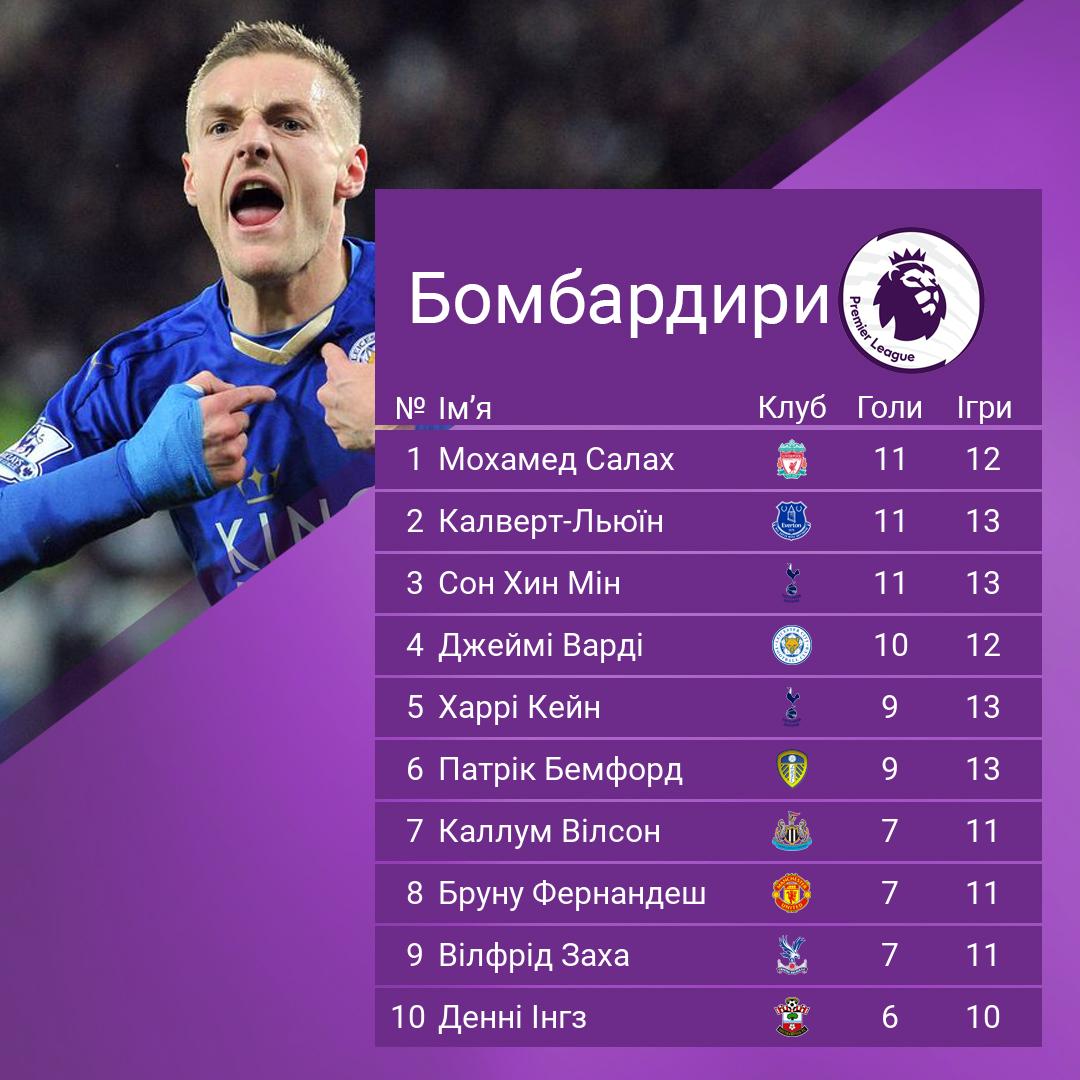 Бомбардири
Premier League
№ Ім’я Клуб Голи Ігри
1 Мохамед Салах 11 12
2 Калверт-Льюїн 11 13
3 Сон Хин Мін 11 13
4 Джеймі Варді 10 12
5 Харрі Кейн 9 13
6 Патрік Бемфорд 9 13
7 Каллум Вілсон 7 11
8 Бруну Фернандеш 7 11
9 Вілфрід Заха 7 11
10 Денні Інгз 6 10
KIN
Everton